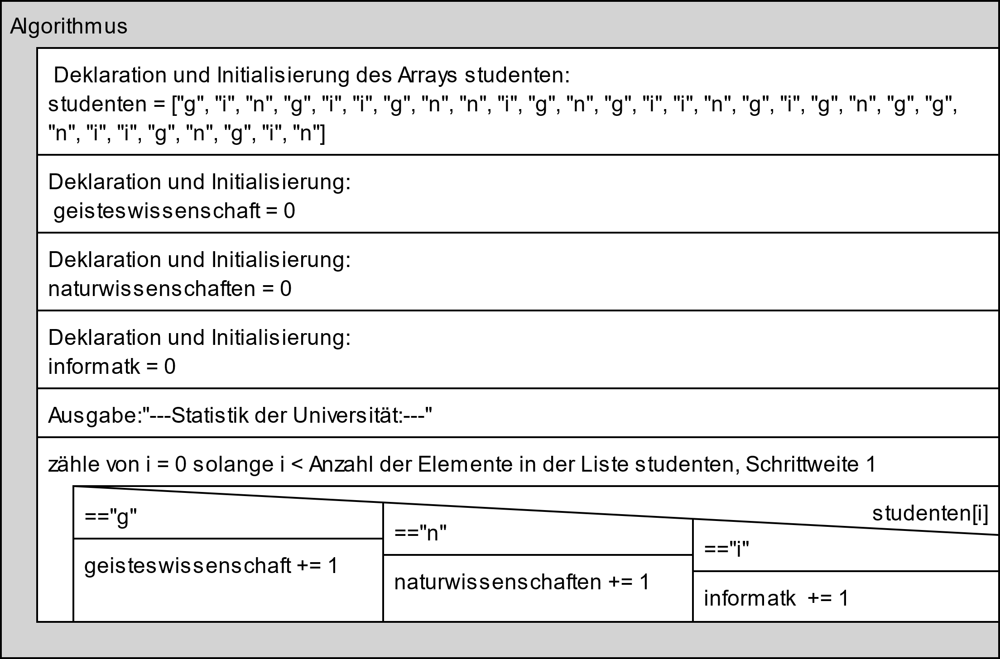 Algorithmus
Deklaration und Initialisierung des Arrays studenten:
studenten = ["g", "i", "n", "g", "i", "i", "g", "n", "n", "i", "g", "n", "g", "i", "i", "n", "g", "i", "g", "n", "g", "g",
"n", "i", "i", "g", "n", "g", "i", "n"]
Deklaration und Initialisierung:
geisteswissenschaft = 0
Deklaration und Initialisierung:
naturwissenschaften = 0
Deklaration und Initialisierung:
informatk = 0
Ausgabe:"---Statistik der Universität:---"
zähle von i = 0 solange i < Anzahl der Elemente in der Liste studenten, Schrittweite 1
studenten[i]
=="g"
geisteswissenschaft += 1
=="n"
naturwissenschaften += 1
=="i"
informatk  += 1